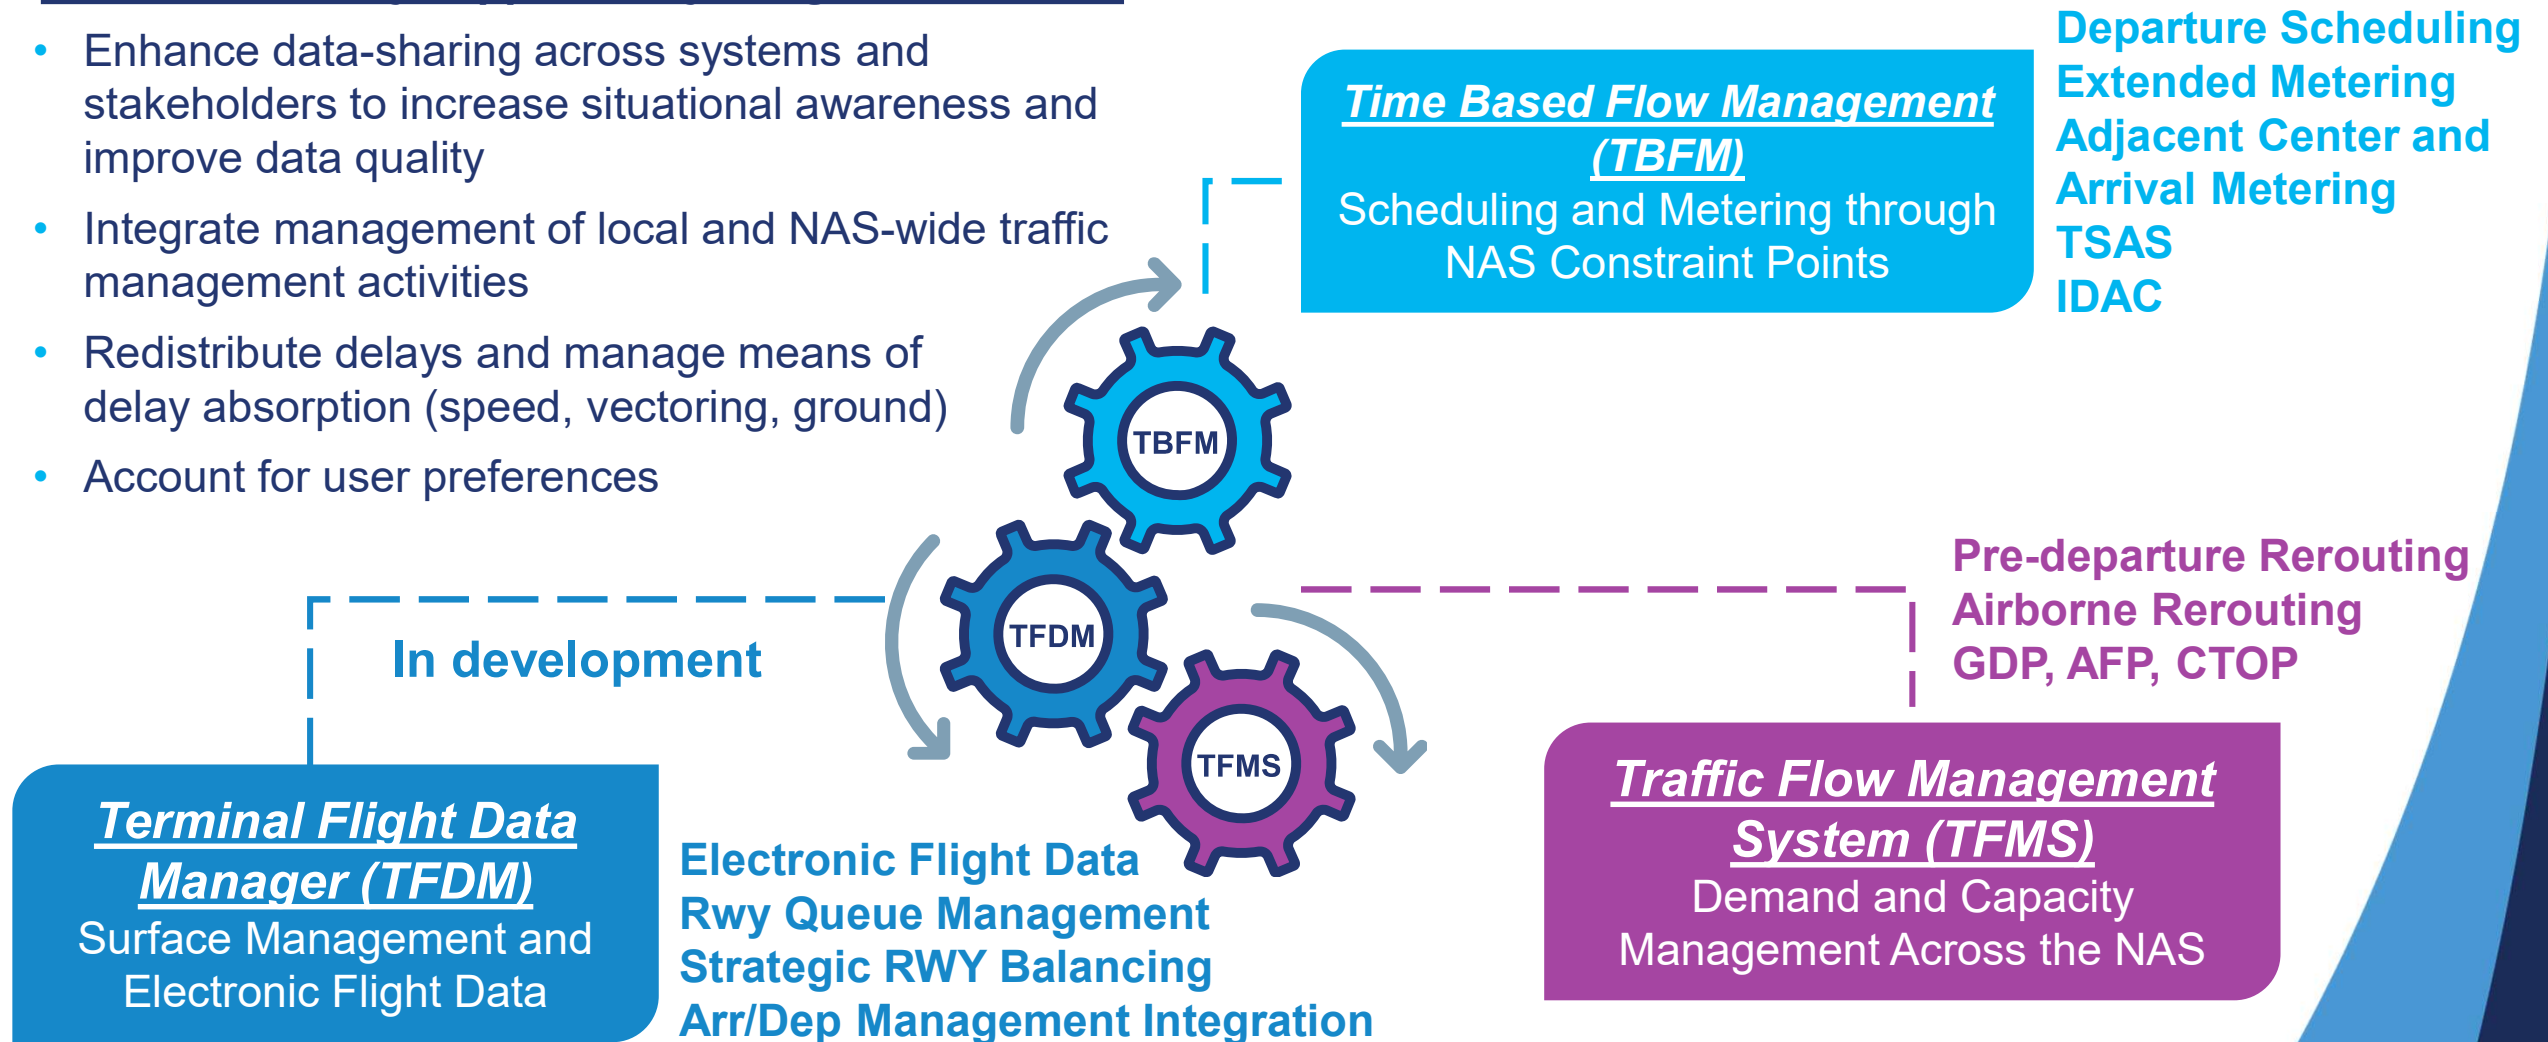 • Enhance data-sharing across systems and
stakeholders to increase situational awareness and
improve data quality
• Integrate management of local and NAS-wide traffic
management activities
• Redistribute delays and manage means of
delay absorption (speed, vectoring, ground)
• Account for user preferences
Time Based Flow Management
(TBFM)
Scheduling and Metering through
NAS Constraint Points
Departure Scheduling
Extended Metering
Adjacent Center and
Arrival Metering
TSAS
IDAC
TBFM
TFDM
TFMS
In development
Pre-departure Rerouting
Airborne Rerouting
GDP, AFP, CTOP
Terminal Flight Data
Manager (TFDM)
Surface Management and
Electronic Flight Data
Electronic Flight Data
Rwy Queue Management
Strategic RWY Balancing
Arr/Dep Management Integration
Traffic Flow Management
System (TFMS)
Demand and Capacity
Management Across the NAS